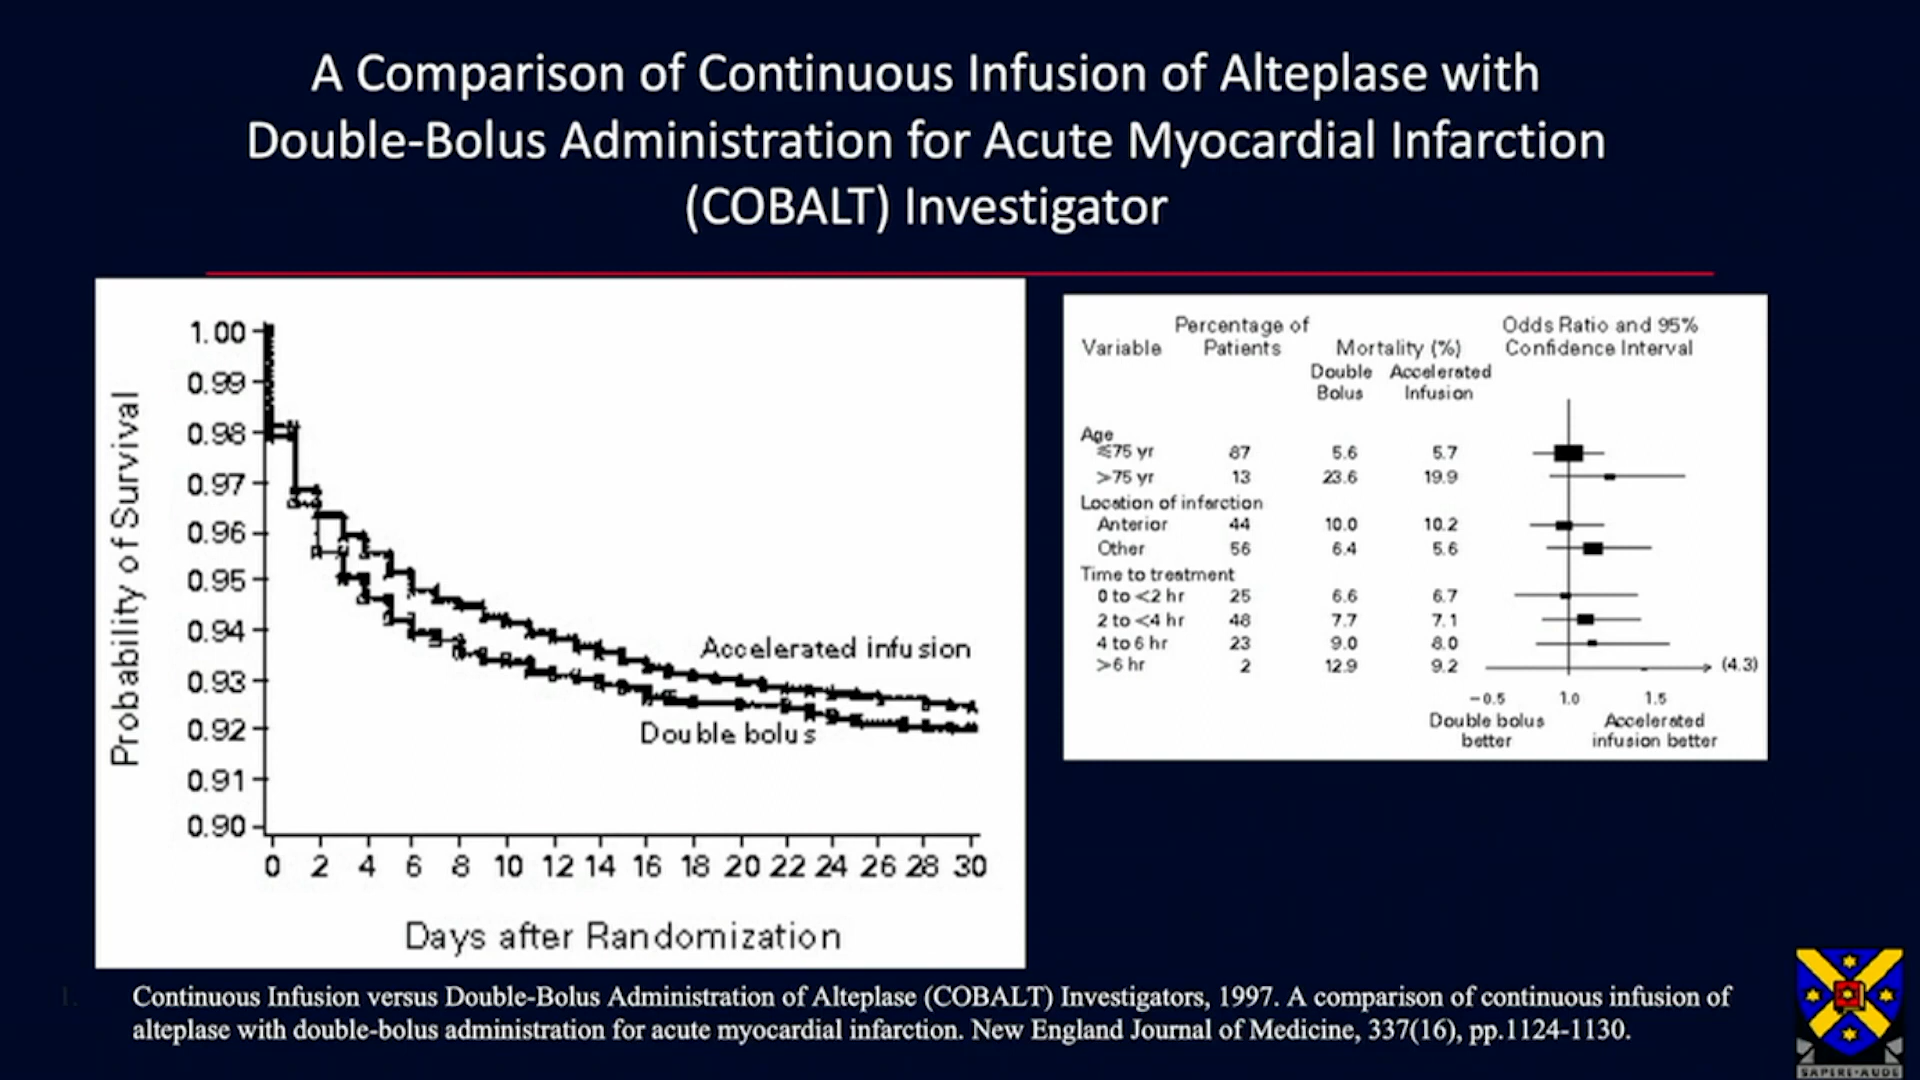 A Comparison of Continuous Infusion of Alteplase with
Double-Bolus Administration for Acute Myocardial Infarction
(COBALT) Investigator
Probability of Survival
1.00
0.99
0.98
0.97
0.96
0.95
0.94
0.93
0.92
0.91
0.90
Accelerated infusion
Double bolus
0 2 4 6 8 10 12 14 16 18 20 22 24 26 28 30
Days after Randomization
Percentage of Odds Ratio and 95%
Variable Patients Mortality (%) Confidence Interval
Double Accelerated
Bolus Infusion
Age
≤75 yr 87 5.6 5.7
>75 yr 13 23.6 19.9
Location of infarction
Anterior 44 10.0 10.2
Other 56 6.4 5.6
Time to treatment
0 to <2 hr 25 6.6 6.7
2 to <4 hr 48 7.7 7.1
4 to 6 hr 23 9.0 8.0
>6 hr 2 12.9 9.2 (4.3)
-0.5 1.0 1.5
Double bolus Accelerated
better infusion better
1. Continuous Infusion versus Double-Bolus Administration of Alteplase (COBALT) Investigators, 1997. A comparison of continuous infusion of
alteplase with double-bolus administration for acute myocardial infarction. New England Journal of Medicine, 337(16), pp.1124-1130.
SAPERE·AUDE